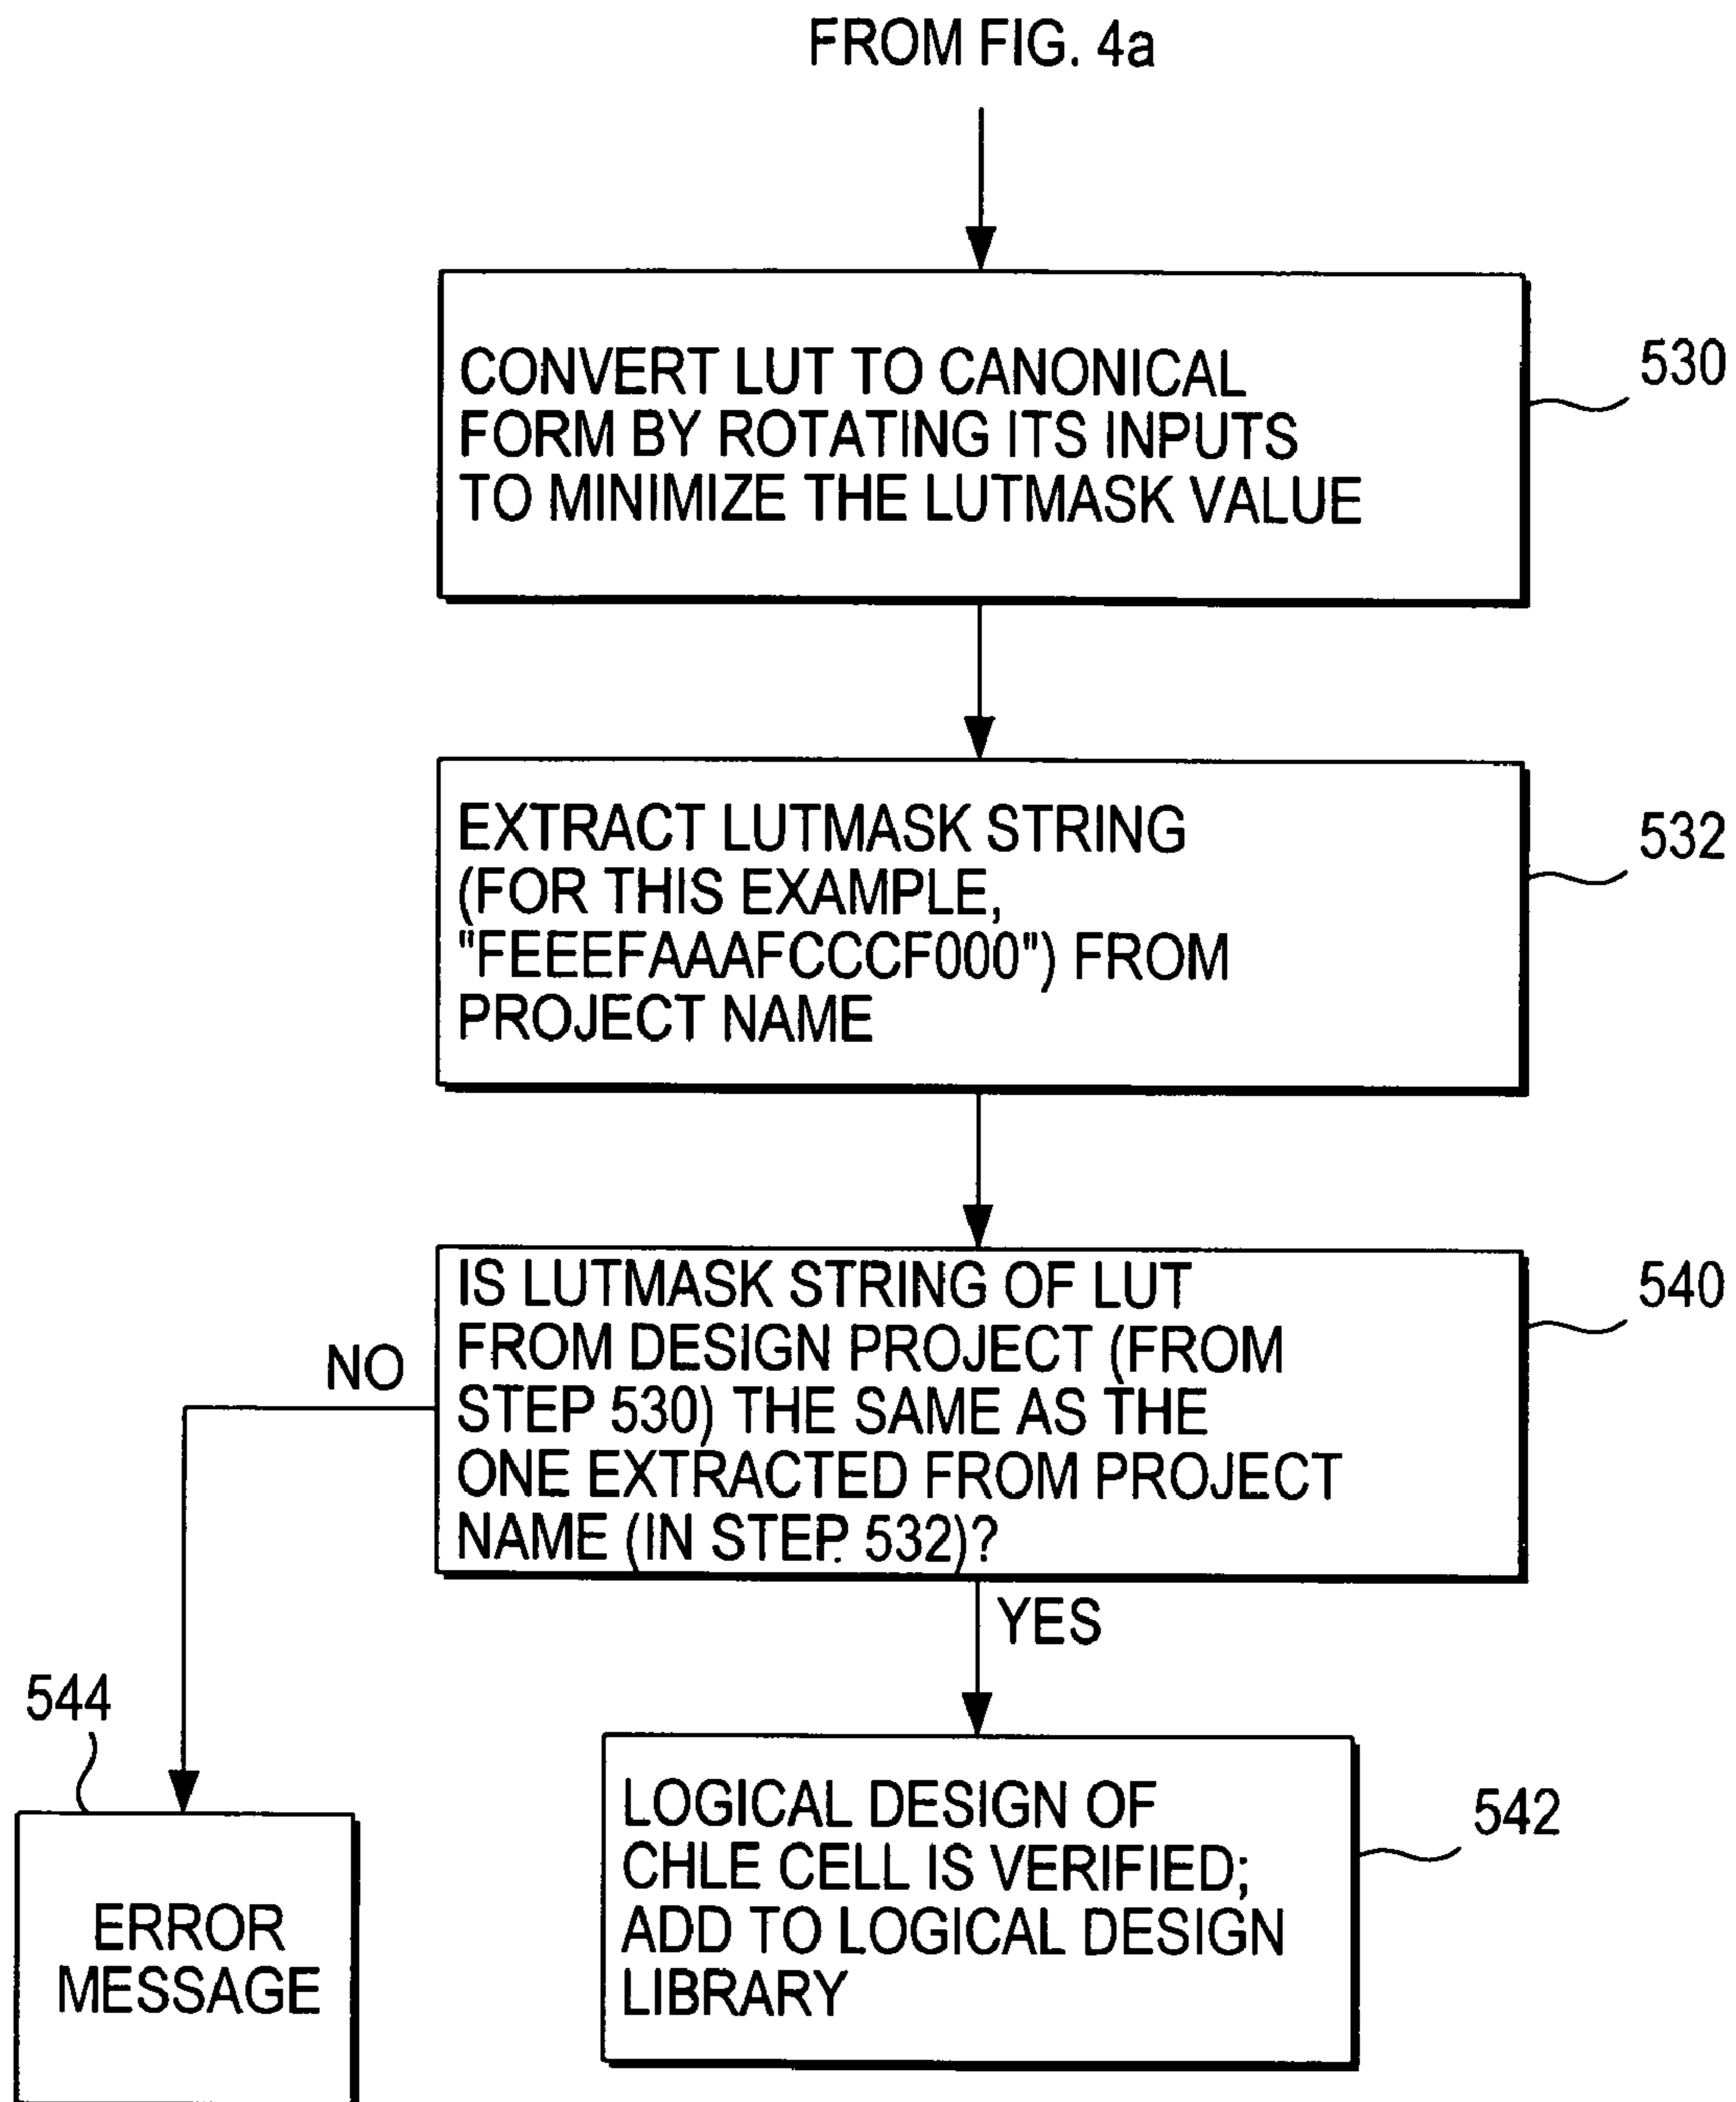 FROM FIG. 4a
CONVERT LUT TO CANONICAL
FORM BY ROTATING ITS INPUTS
TO MINIMIZE THE LUTMASK VALUE
530
EXTRACT LUTMASK STRING
(FOR THIS EXAMPLE,
"FEEEFAAAFCCCF000") FROM
PROJECT NAME
532
IS LUTMASK STRING OF LUT
FROM DESIGN PROJECT (FROM
STEP 530) THE SAME AS THE
ONE EXTRACTED FROM PROJECT
NAME (IN STEP. 532)?
540
NO
YES
544
ERROR
MESSAGE
LOGICAL DESIGN OF
CHLE CELL IS VERIFIED;
ADD TO LOGICAL DESIGN
LIBRARY
542